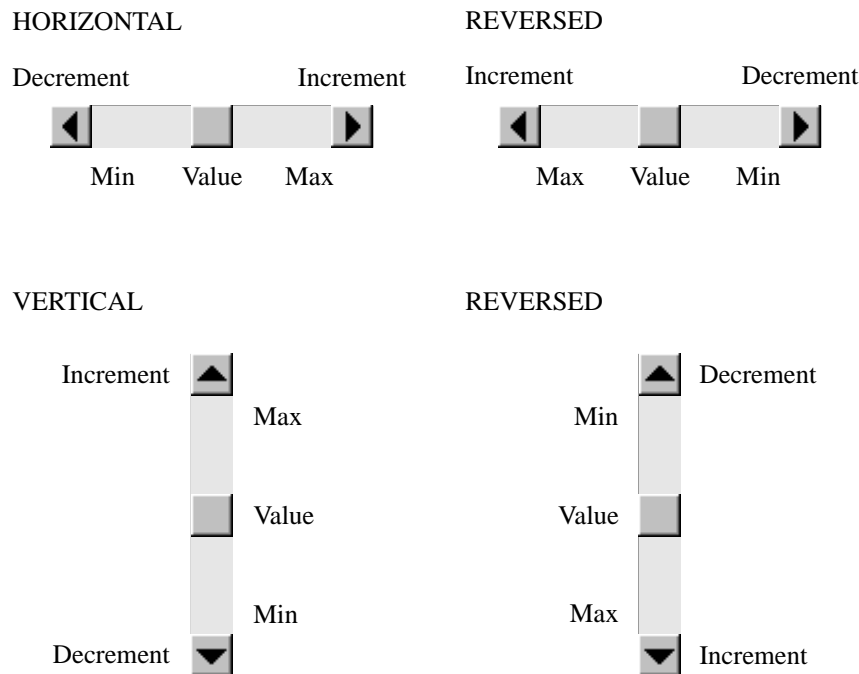 HORIZONTAL
REVERSED
Decrement Increment
Increment Decrement
Min Value Max
Max Value Min
VERTICAL
REVERSED
Increment
Max
Value
Min
Decrement
Decrement
Min
Value
Max
Increment